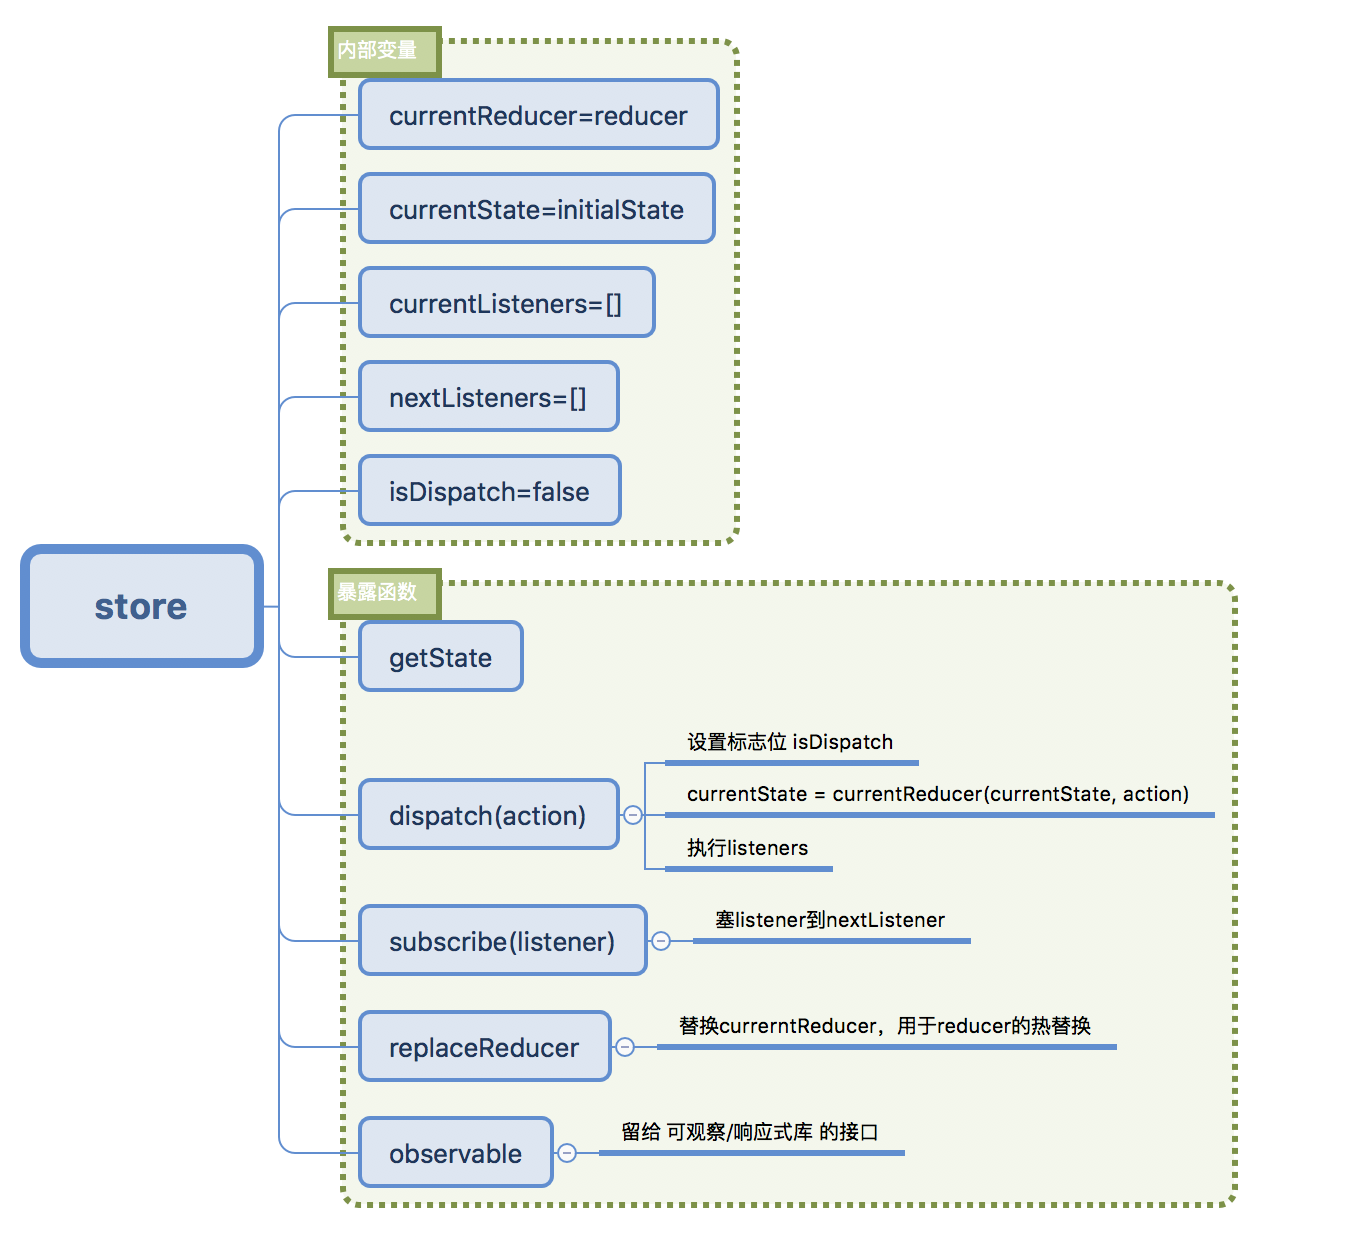 内部变量
currentReducer=reducer
currentState=initialState
currentListeners=[]
nextListeners=[]
isDispatch=false
store
暴露函数
getState
dispatch(action)
设置标志位 isDispatch
currentState = currentReducer(currentState, action)
执行listeners
subscribe(listener)
塞listener到nextListener
replaceReducer
替换currerntReducer，用于reducer的热替换
observable
留给 可观察/响应式库 的接口